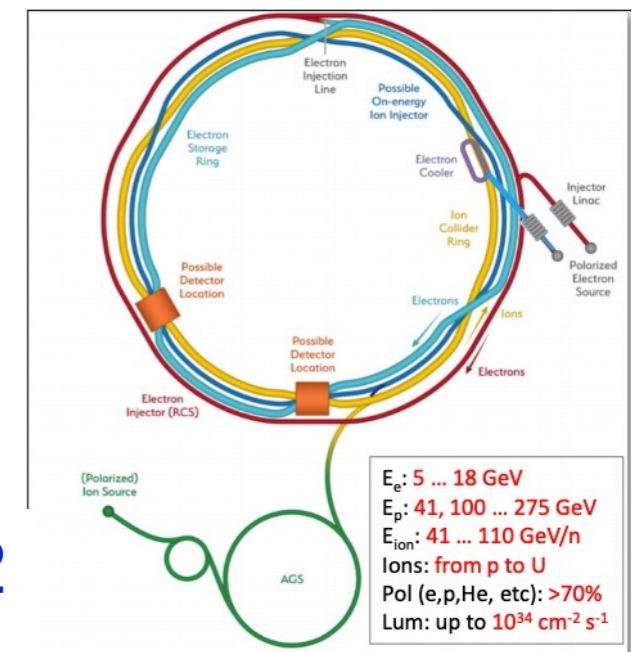 Electron
Injection
Line
Possible
On-energy
Ion Injector
Electron
Storage
Ring
Electron
Cooler
Injector
Linac
Ion
Collider
Ring
Polarized
Electron
Source
Possible
Detector
Location
Electrons
Ions
Possible
Detector
Location
Electrons
Electron
Injector (RCS)
(Polarized)
Ion Source
AGS
Eₑ: 5 ... 18 GeV
Eₚ: 41, 100 ... 275 GeV
E_ion: 41 ... 110 GeV/n
Ions: from p to U
Pol (e,p,He, etc): >70%
Lum: up to 10³⁴ cm⁻² s⁻¹